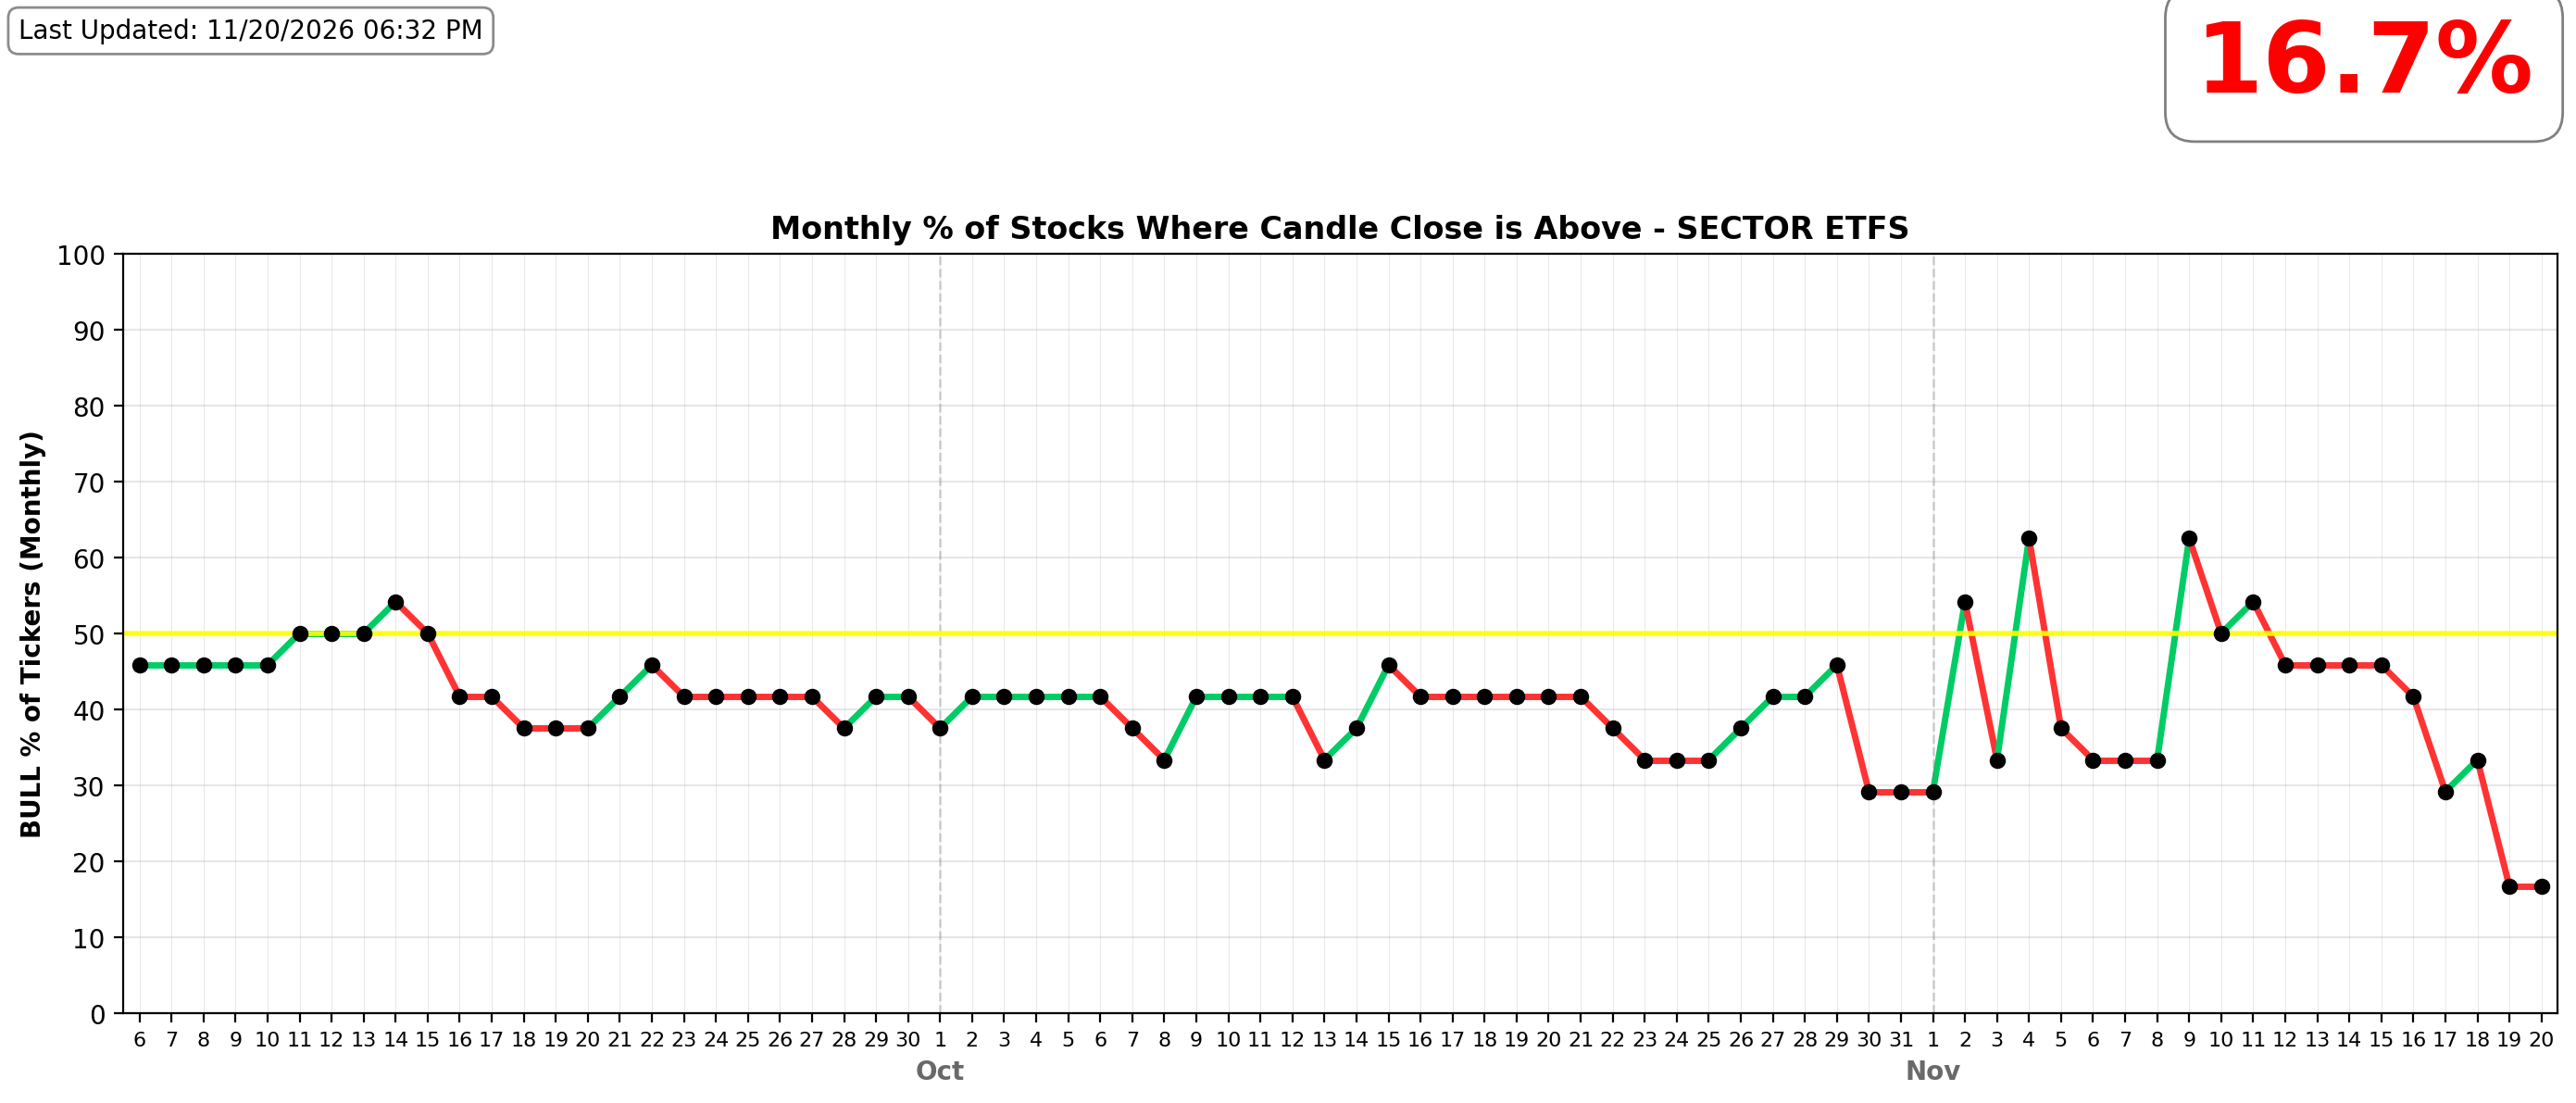 Last Updated: 11/20/2026 06:32 PM
16.7%
Monthly % of Stocks Where Candle Close is Above - SECTOR ETFS
BULL % of Tickers (Monthly)
100
90
80
70
60
50
40
30
20
10
0
6 7 8 9 10 11 12 13 14 15 16 17 18 19 20 21 22 23 24 25 26 27 28 29 30 1 2 3 4 5 6 7 8 9 10 11 12 13 14 15 16 17 18 19 20 21 22 23 24 25 26 27 28 29 30 31 1 2 3 4 5 6 7 8 9 10 11 12 13 14 15 16 17 18 19 20
Oct Nov